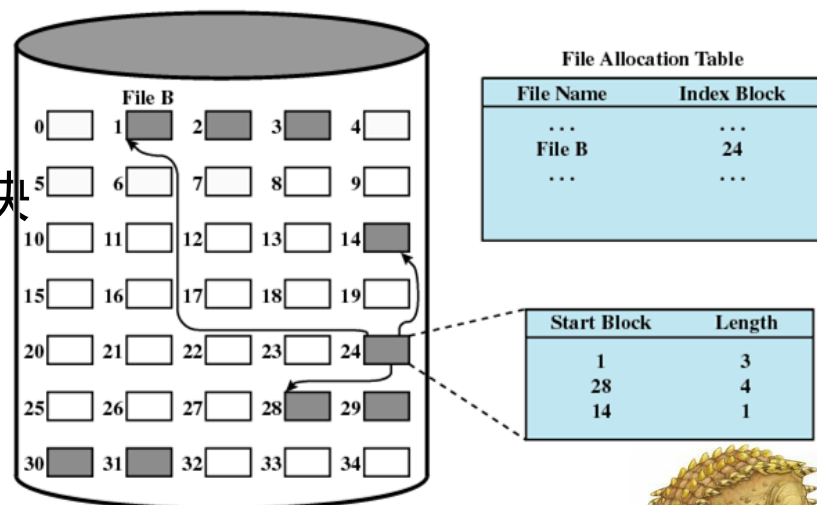 File Allocation Table
File Name Index Block
... ...
File B 24
... ...
File B
0 1 2 3 4
5 6 7 8 9
10 11 12 13 14
15 16 17 18 19
20 21 22 23 24
25 26 27 28 29
30 31 32 33 34
Start Block Length
1 3
28 4
14 1